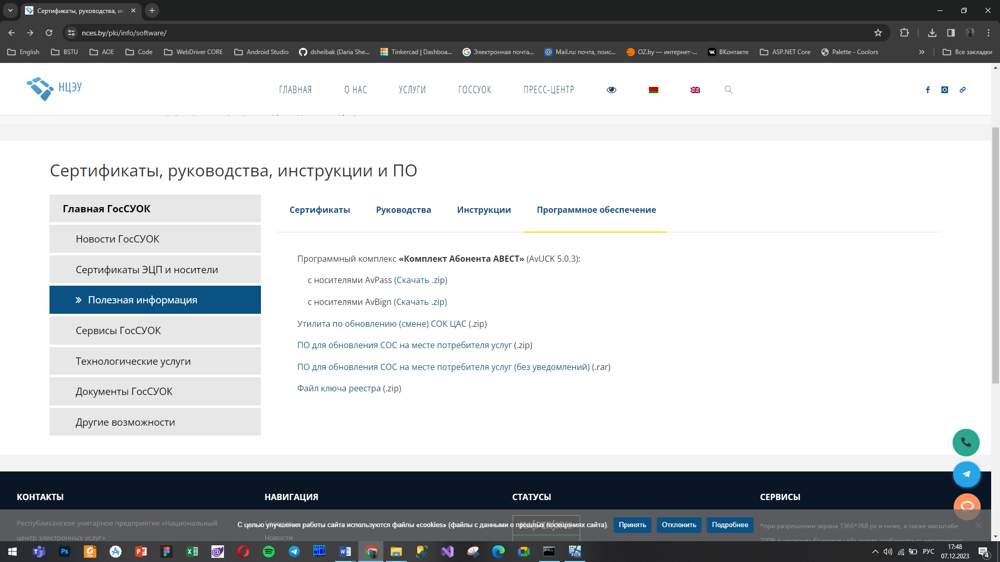 Сертификаты, руководства, ин
nces.by/pki/info/software/
English
BSTU
AOE
Code
WebDriver CORE
Android Studio
dsheibak (Daria She...
Tinkercad | Dashboa...
Электронная почта...
Mail.ru: почта, поис...
OZ.by — интернет-...
ВКонтакте
ASP.NET Core
Palette - Coolors
Все закладки
НЦЭУ
ГЛАВНАЯ
О НАС
УСЛУГИ
ГОССУОК
ПРЕСС-ЦЕНТР
Сертификаты, руководства, инструкции и ПО
Главная ГосСУОК
Новости ГосСУОК
Сертификаты ЭЦП и носители
Полезная информация
Сервисы ГосСУОК
Технологические услуги
Документы ГосСУОК
Другие возможности
Сертификаты
Руководства
Инструкции
Программное обеспечение
Программный комплекс «Комплект Абонента АВЕСТ» (AvUCK 5.0.3):
с носителями AvPass (Скачать .zip)
с носителями AvBign (Скачать .zip)
Утилита по обновлению (смене) СОК ЦАС (.zip)
ПО для обновления СОС на месте потребителя услуг (.zip)
ПО для обновления СОС на месте потребителя услуг (без уведомлений) (.rar)
Файл ключа реестра (.zip)
КОНТАКТЫ
НАВИГАЦИЯ
СТАТУСЫ
СЕРВИСЫ
Республиканское унитарное предприятие «Национальный
центр электронных услуг»
Главная
Новости
*при разрешении экрана 1366*768 px и ниже, а также масштабе
100% в интернет-браузере сайт может отображаться некорректно
С целью улучшения работы сайта используются файлы «cookies» (файлы с данными о прошлых посещениях сайта).
Принять
Отклонить
Подробнее
РУС
17:48
07.12.2023
4